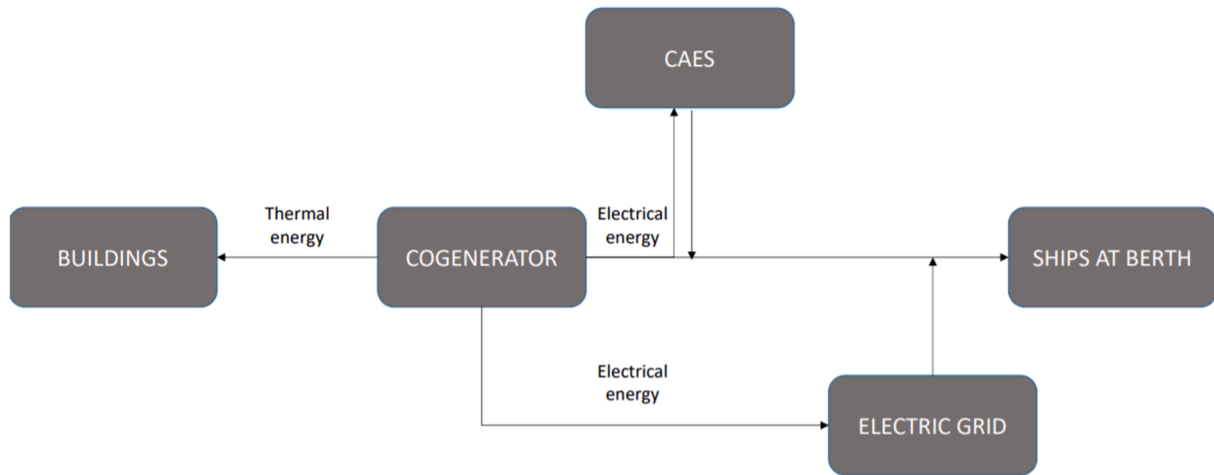 CAES
Thermal
energy
Electrical
energy
BUILDINGS
COGENERATOR
SHIPS AT BERTH
Electrical
energy
ELECTRIC GRID